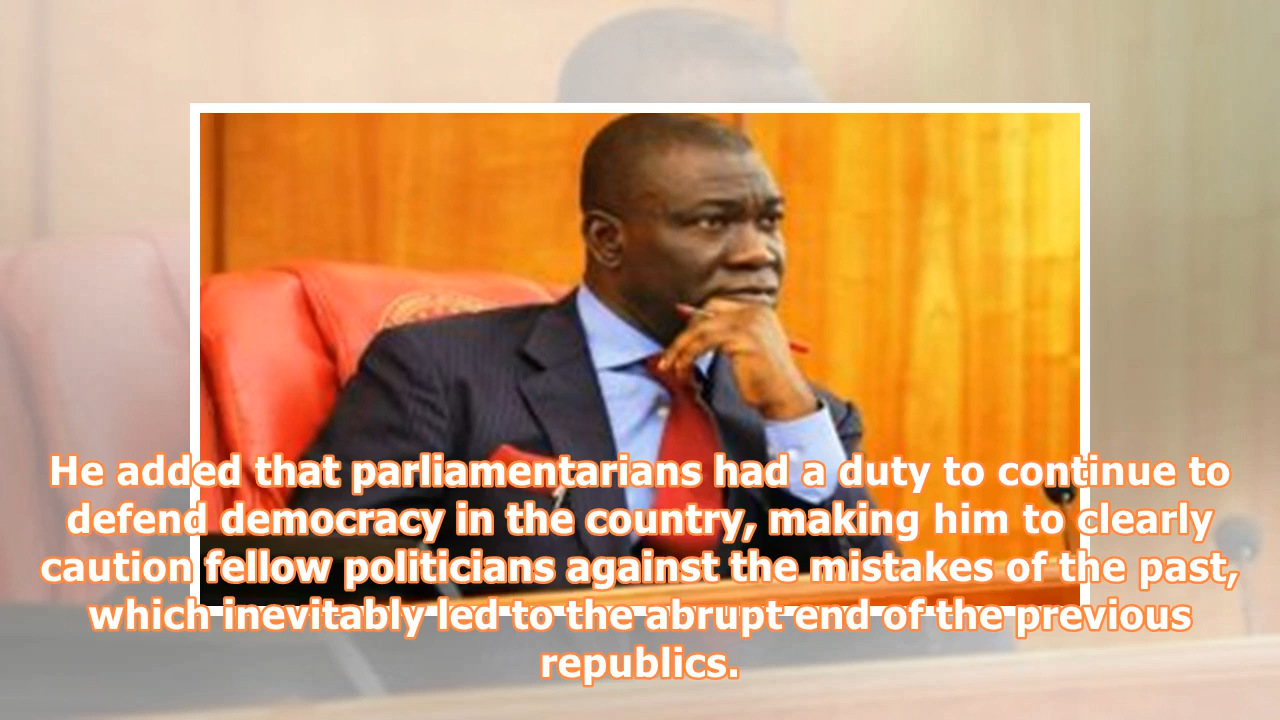 He added that parliamentarians had a duty to continue to
defend democracy in the country, making him to clearly
caution fellow politicians against the mistakes of the past,
which inevitably led to the abrupt end of the previous
republics.